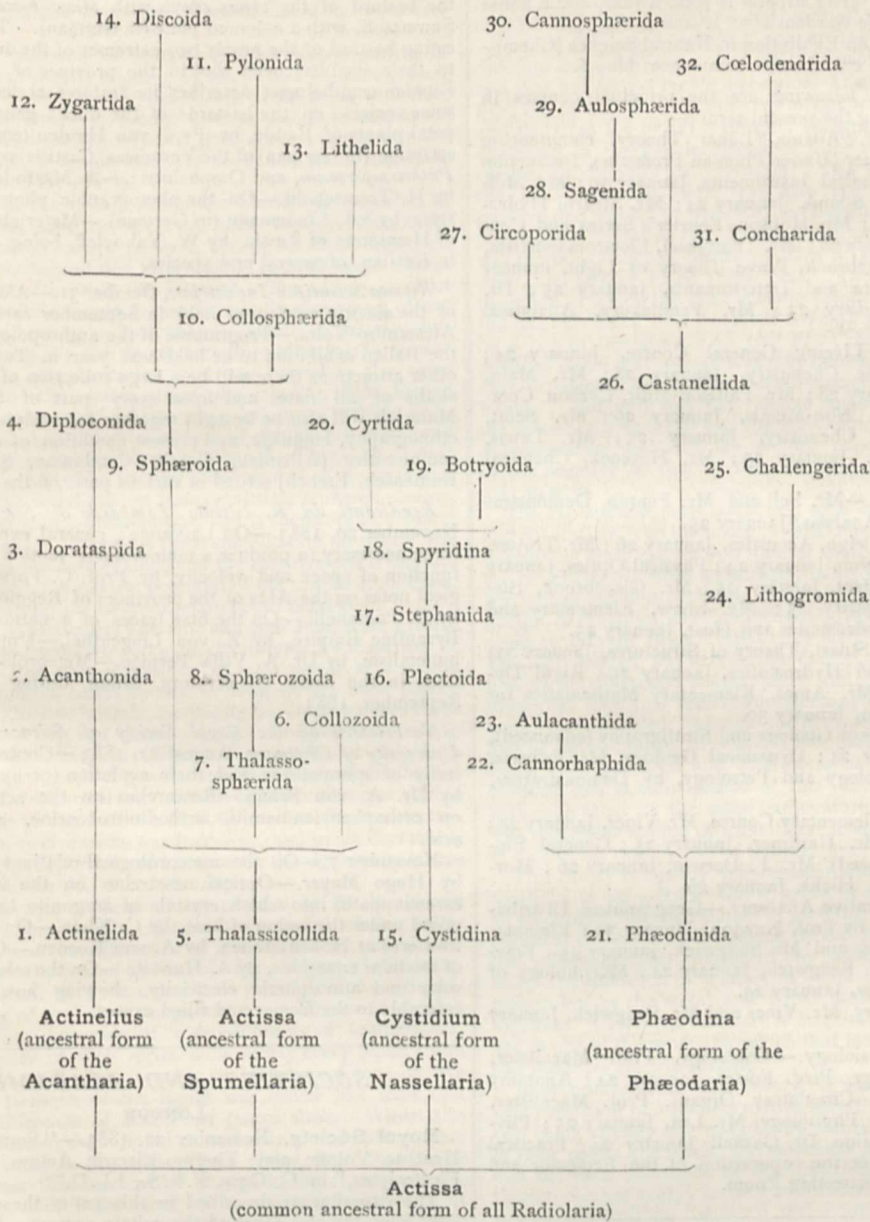 14. Discoida
30. Cannosphærida
11. Pylonida
32. Cœlodendrida
12. Zygartida
29. Aulosphærida
13. Lithelida
28. Sagenida
27. Circoporida
31. Concharida
10. Collosphærida
26. Castanellida
4. Diploconida
20. Cyrtida
9. Sphæroida
19. Botryoida
25. Challengerida
3. Dorataspida
18. Spyridina
24. Lithogromida
17. Stephanida
. Acanthonida
8. Sphærozoida
16. Plectoida
6. Collozoida
23. Aulacanthida
7. Thalasso-
sphærida
22. Cannorhaphida
1. Actinelida
5. Thalassicollida
15. Cystidina
21. Phæodinida
Actinelius
(ancestral form
of the
Acantharia)
Actissa
(ancestral form
of the
Spumellaria)
Cystidium
(ancestral form
of the
Nassellaria)
Phæodina
(ancestral form of the
Phæodaria)
Actissa
(common ancestral form of all Radiolaria)